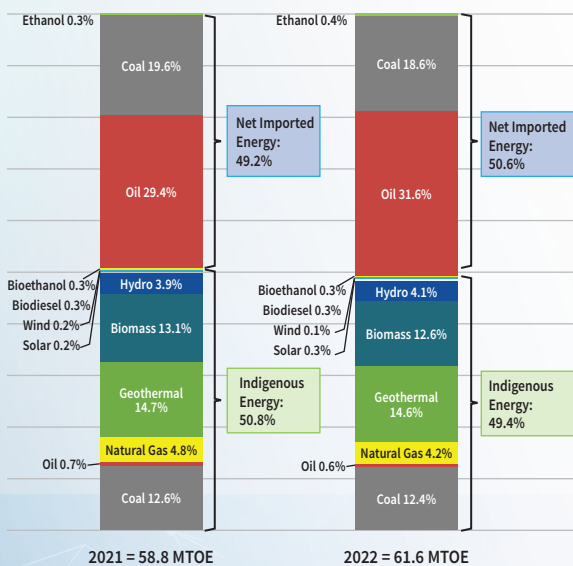 Ethanol 0.3%
Coal 19.6%
Oil 29.4%
Net Imported
Energy:
49.2%
Bioethanol 0.3%
Biodiesel 0.3%
Wind 0.2%
Solar 0.2%
Hydro 3.9%
Biomass 13.1%
Geothermal
14.7%
Natural Gas 4.8%
Oil 0.7%
Coal 12.6%
Indigenous
Energy:
50.8%
2021 = 58.8 MTOE
Ethanol 0.4%
Coal 18.6%
Oil 31.6%
Net Imported
Energy:
50.6%
Bioethanol 0.3%
Biodiesel 0.3%
Wind 0.1%
Solar 0.3%
Hydro 4.1%
Biomass 12.6%
Geothermal
14.6%
Natural Gas 4.2%
Oil 0.6%
Coal 12.4%
Indigenous
Energy:
49.4%
2022 = 61.6 MTOE